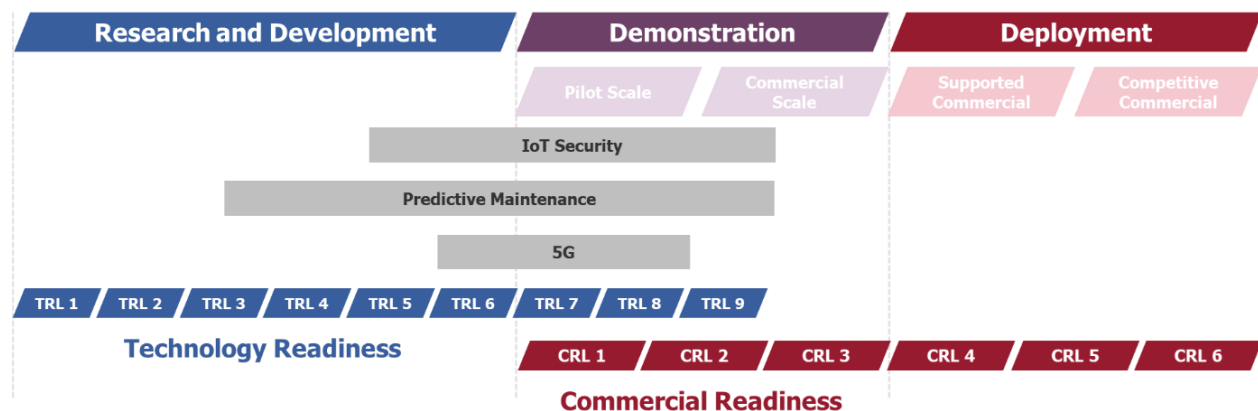 Research and Development
Demonstration
Deployment
Pilot Scale
Commercial
Scale
Supported
Commercial
Competitive
Commercial
IoT Security
Predictive Maintenance
5G
TRL 1
TRL 2
TRL 3
TRL 4
TRL 5
TRL 6
TRL 7
TRL 8
TRL 9
Technology Readiness
CRL 1
CRL 2
CRL 3
CRL 4
CRL 5
CRL 6
Commercial Readiness